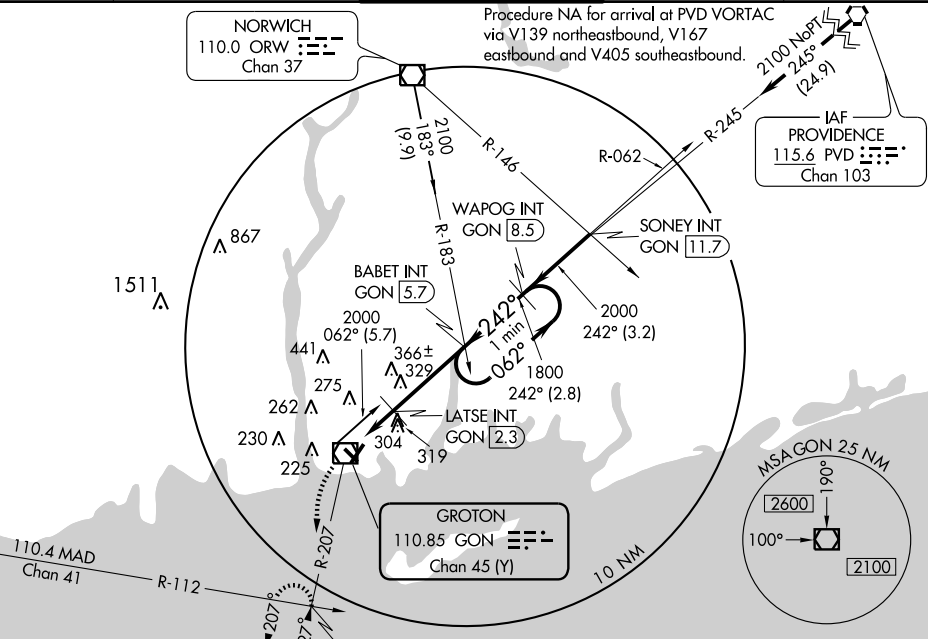 NORWICH
110.0 ORW
Chan 37
Procedure NA for arrival at PVD VORTAC
via V139 northeastbound, V167
eastbound and V405 southeastbound.
2100 NoPT
245°
(24.9)
R-245
IAF
PROVIDENCE
115.6 PVD
Chan 103
2100
183°
(9.9)
R-146
R-062
R-183
WAPOG INT
GON 8.5
SONEY INT
GON 11.7
867
1511
BABET INT
GON 5.7
242°
1 min
062°
2000
242° (3.2)
2000
062° (5.7)
1800
242° (2.8)
441
366±
329
275
262
LATSE INT
GON 2.3
304
319
230
225
GROTON
110.85 GON
Chan 45 (Y)
R-207
10 NM
MSA GON 25 NM
190°
2600
100°
2100
110.4 MAD
Chan 41
R-112
207°
27°